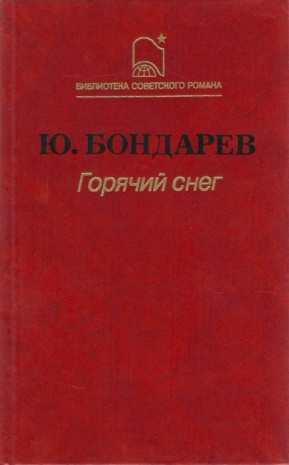 БИБЛИОТЕКА СОВЕТСКОГО РОМАНА
Ю. БОНДАРЕВ
Горячий снег